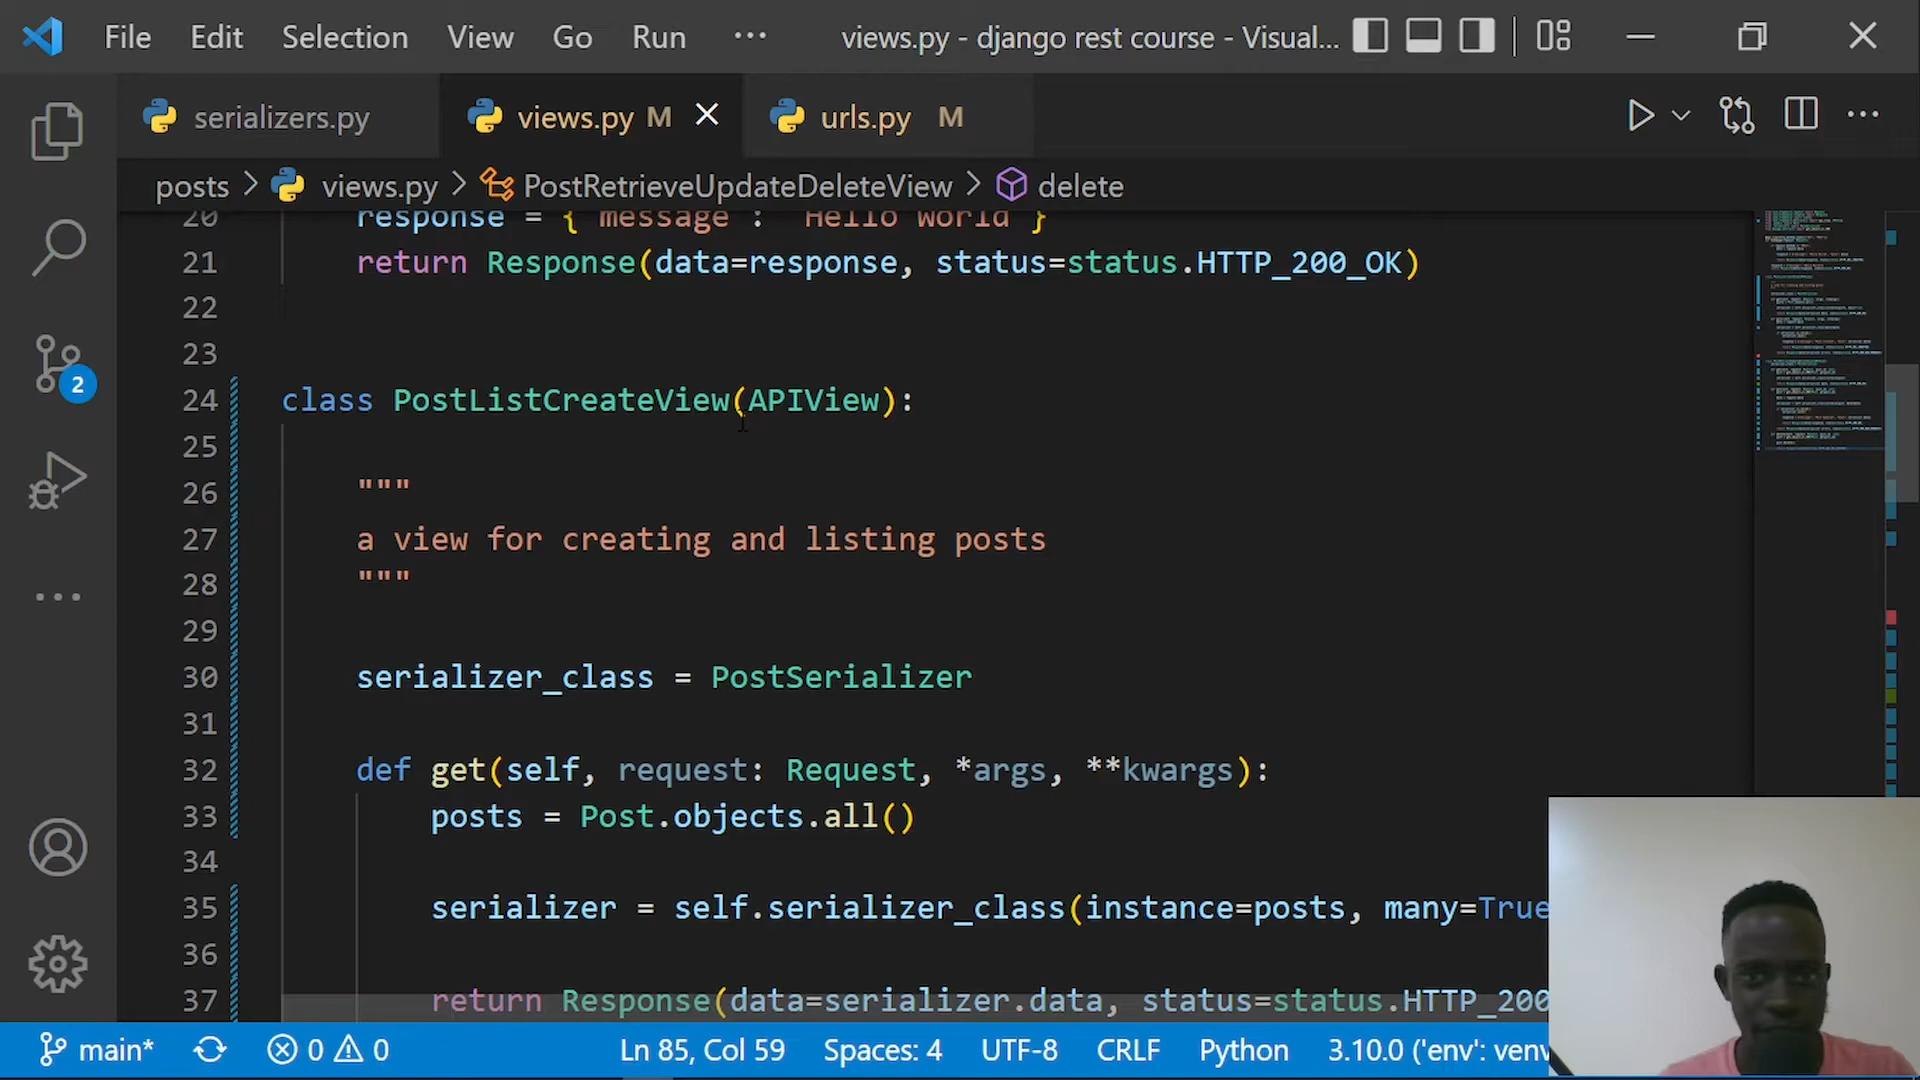 File Edit Selection View Go Run ··· views.py - django rest course - Visual...
serializers.py views.py M urls.py M
posts > views.py > PostRetrieveUpdateDeleteView > delete
20 response = { "message": "Hello World"}
21 return Response(data=response, status=status.HTTP_200_OK)
22
23
24 class PostListCreateView(APIView):
25
26 """
27 a view for creating and listing posts
28 """
29
30 serializer_class = PostSerializer
31
32 def get(self, request: Request, *args, **kwargs):
33 posts = Post.objects.all()
34
35 serializer = self.serializer_class(instance=posts, many=True
36
37 return Response(data=serializer.data, status=status.HTTP_200
2
main* 0 0 Ln 85, Col 59 Spaces: 4 UTF-8 CRLF Python 3.10.0 ('env': venv